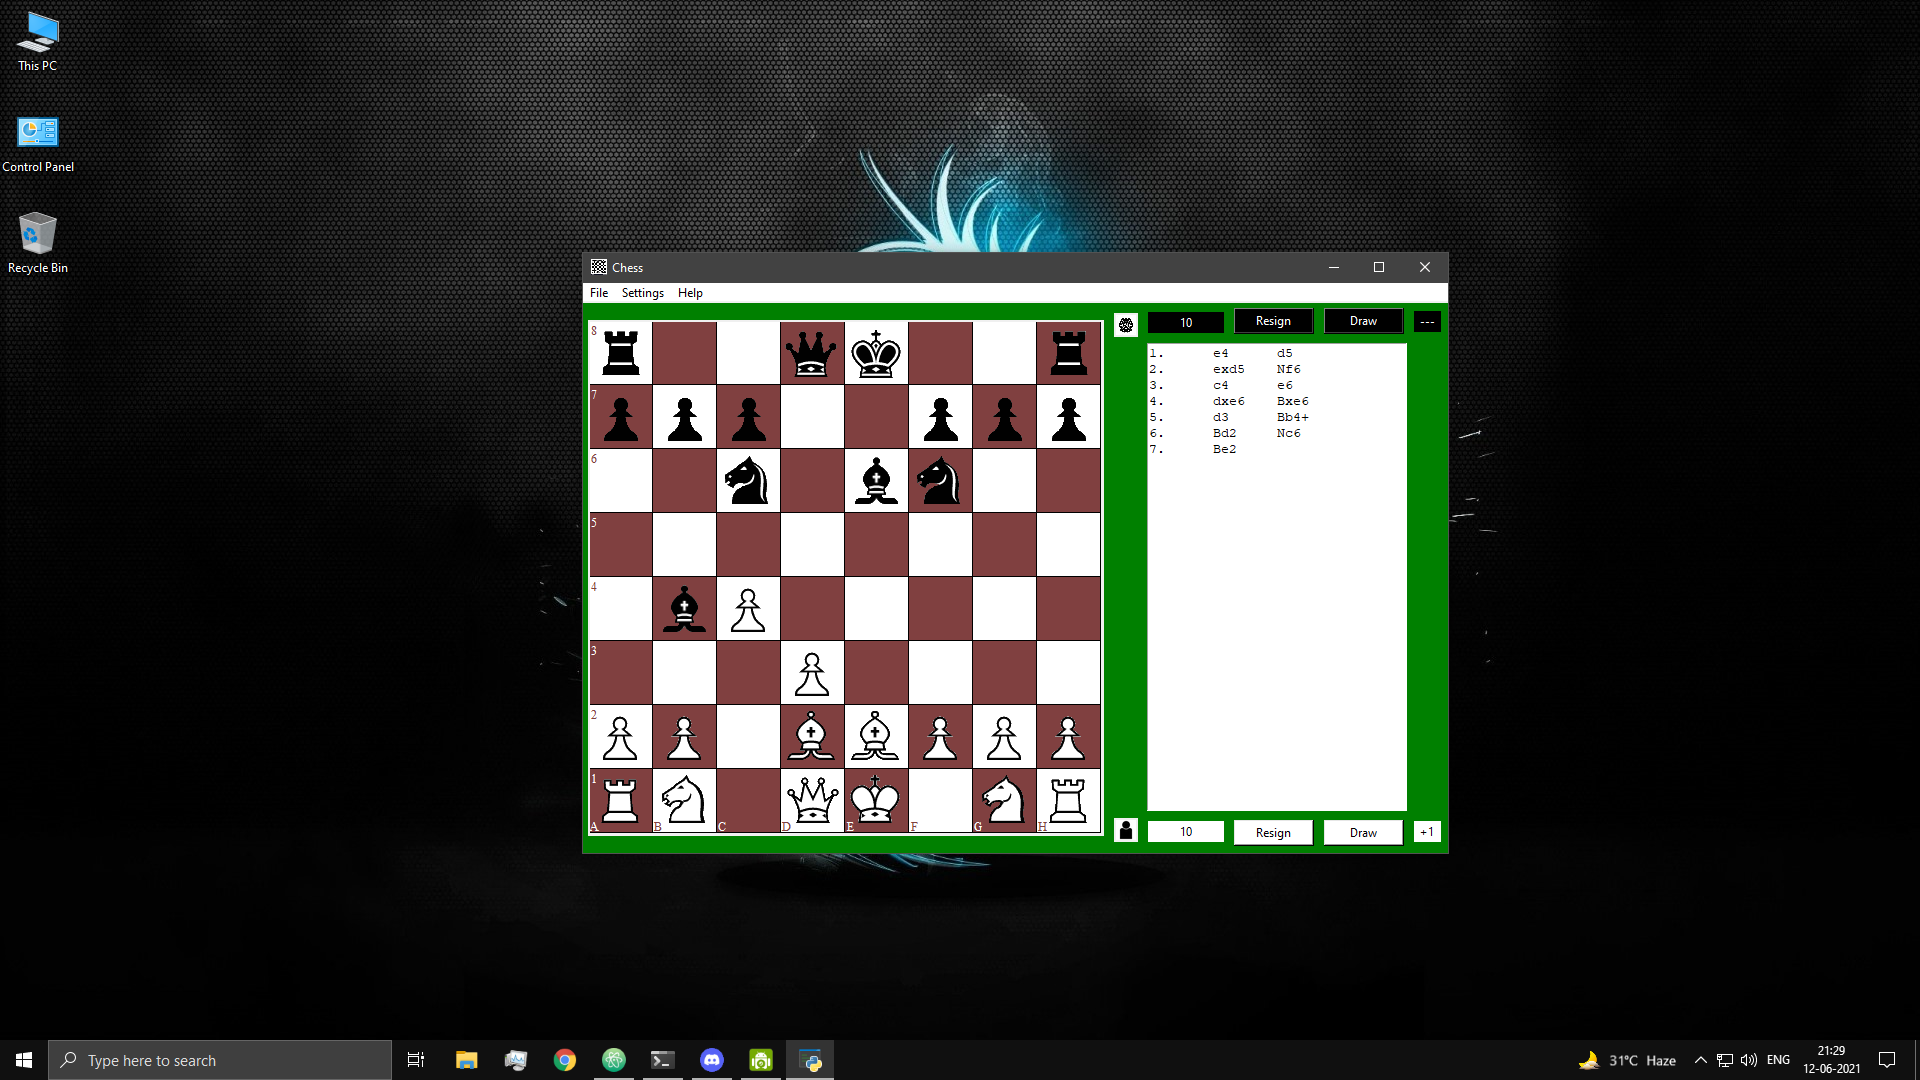 This PC
Control Panel
Recycle Bin
Chess
File Settings Help
8
7
6
5
4
3
2
1
A B C D E F G H
10 Resign Draw ---
1. e4 d5
2. exd5 Nf6
3. c4 e6
4. dxe6 Bxe6
5. d3 Bb4+
6. Bd2 Nc6
7. Be2
10 Resign Draw +1
Type here to search
31°C Haze
ENG
21:29
12-06-2021